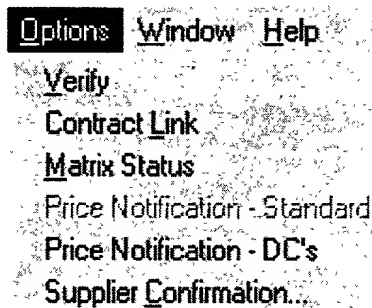 Options Window Help
Verify
Contract Link
Matrix Status
Price Notification - Standard
Price Notification - DC's
Supplier Confirmation...